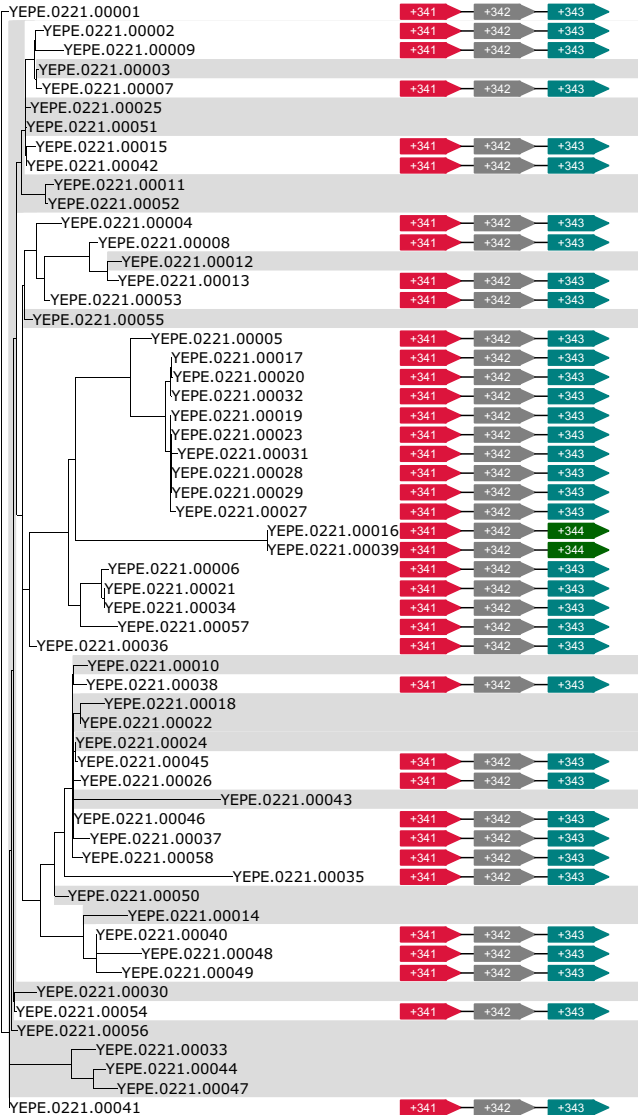 YEPE.0221.00001 +341 +342 +343
YEPE.0221.00002 +341 +342 +343
YEPE.0221.00009 +341 +342 +343
YEPE.0221.00003
YEPE.0221.00007 +341 +342 +343
YEPE.0221.00025
YEPE.0221.00051
YEPE.0221.00015 +341 +342 +343
YEPE.0221.00042 +341 +342 +343
YEPE.0221.00011
YEPE.0221.00052
YEPE.0221.00004 +341 +342 +343
YEPE.0221.00008 +341 +342 +343
YEPE.0221.00012
YEPE.0221.00013 +341 +342 +343
YEPE.0221.00053 +341 +342 +343
YEPE.0221.00055
YEPE.0221.00005 +341 +342 +343
YEPE.0221.00017 +341 +342 +343
YEPE.0221.00020 +341 +342 +343
YEPE.0221.00032 +341 +342 +343
YEPE.0221.00019 +341 +342 +343
YEPE.0221.00023 +341 +342 +343
YEPE.0221.00031 +341 +342 +343
YEPE.0221.00028 +341 +342 +343
YEPE.0221.00029 +341 +342 +343
YEPE.0221.00027 +341 +342 +343
YEPE.0221.00016 +341 +342 +344
YEPE.0221.00039 +341 +342 +344
YEPE.0221.00006 +341 +342 +343
YEPE.0221.00021 +341 +342 +343
YEPE.0221.00034 +341 +342 +343
YEPE.0221.00057 +341 +342 +343
YEPE.0221.00036 +341 +342 +343
YEPE.0221.00010
YEPE.0221.00038 +341 +342 +343
YEPE.0221.00018
YEPE.0221.00022
YEPE.0221.00024
YEPE.0221.00045 +341 +342 +343
YEPE.0221.00026 +341 +342 +343
YEPE.0221.00043
YEPE.0221.00046 +341 +342 +343
YEPE.0221.00037 +341 +342 +343
YEPE.0221.00058 +341 +342 +343
YEPE.0221.00035 +341 +342 +343
YEPE.0221.00050
YEPE.0221.00014
YEPE.0221.00040 +341 +342 +343
YEPE.0221.00048 +341 +342 +343
YEPE.0221.00049 +341 +342 +343
YEPE.0221.00030
YEPE.0221.00054 +341 +342 +343
YEPE.0221.00056
YEPE.0221.00033
YEPE.0221.00044
YEPE.0221.00047
YEPE.0221.00041 +341 +342 +343